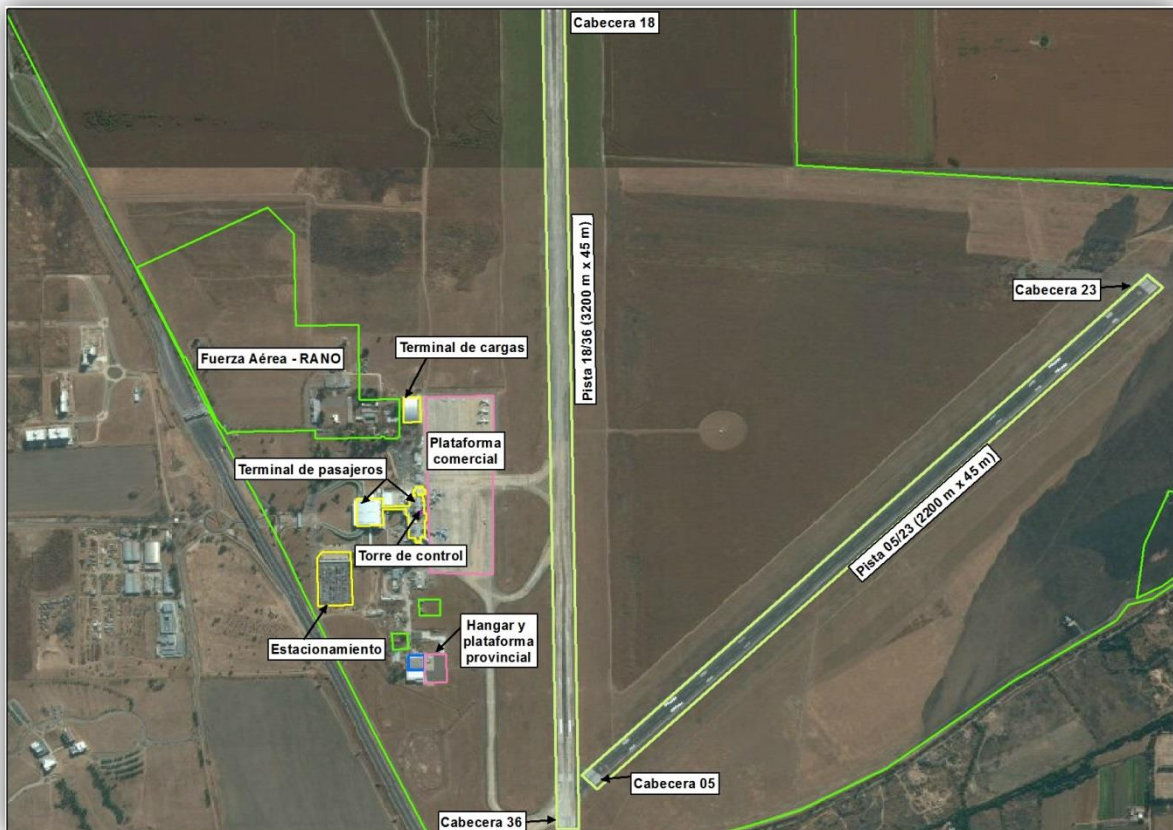 Cabecera 18
Pista 18/36 (3200 m x 45 m)
Cabecera 23
Fuerza Aérea - RANO
Terminal de cargas
Plataforma
comercial
Terminal de pasajeros
Pista 05/23 (2200 m x 45 m)
Torre de control
Hangar y
plataforma
provincial
Estacionamiento
Cabecera 05
Cabecera 36